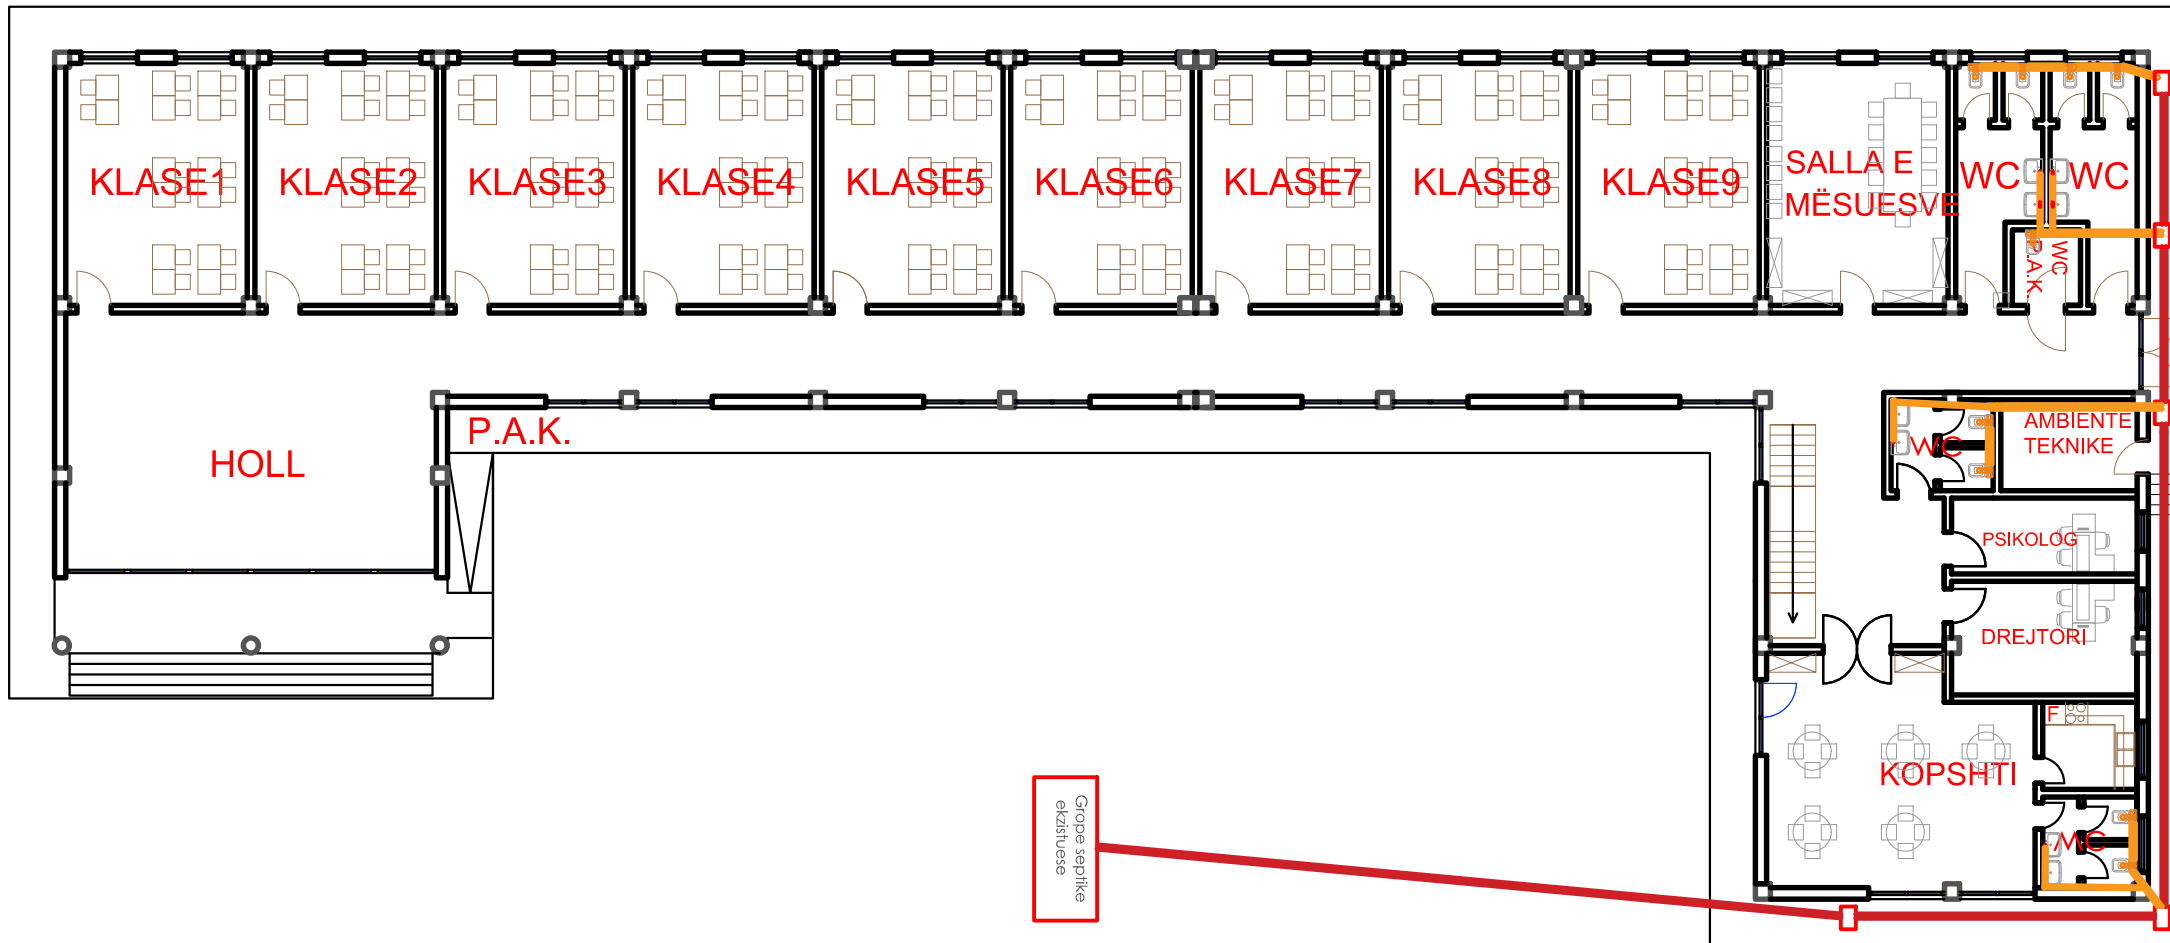 KLASE1
KLASE2
KLASE3
KLASE4
KLASE5
KLASE6
KLASE7
KLASE8
KLASE9
SALLA E
MËSUESVE
WC
WC
WC
P.A.K.
P.A.K.
HOLL
WC
AMBIENTE
TEKNIKE
PSIKOLOG
DREJTORI
F
KOPSHTI
WC
Grope septike
ekzistuese